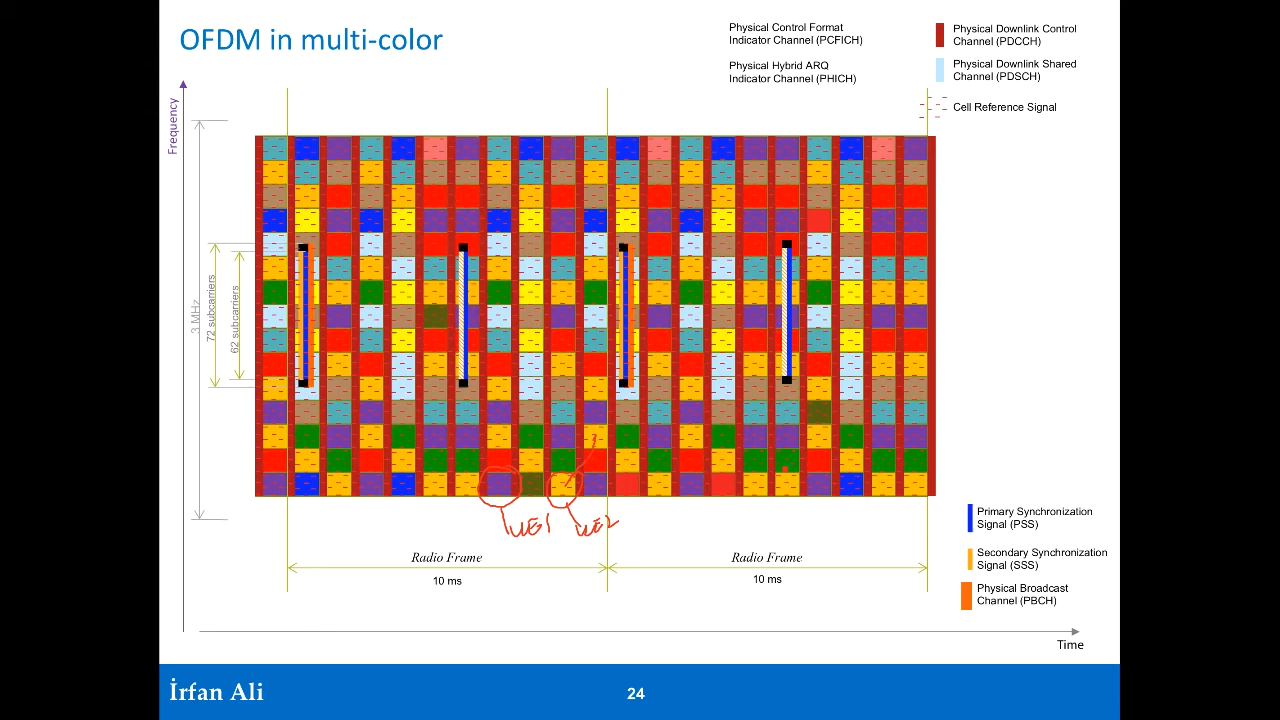 OFDM in multi-color
Physical Control Format
Indicator Channel (PCFICH)
Physical Hybrid ARQ
Indicator Channel (PHICH)
Physical Downlink Control
Channel (PDCCH)
Physical Downlink Shared
Channel (PDSCH)
Cell Reference Signal
Frequency
3 MHz
72 subcarriers
62 subcarriers
UE1
UE2
Radio Frame
10 ms
Radio Frame
10 ms
Primary Synchronization
Signal (PSS)
Secondary Synchronization
Signal (SSS)
Physical Broadcast
Channel (PBCH)
Time
İrfan Ali
24